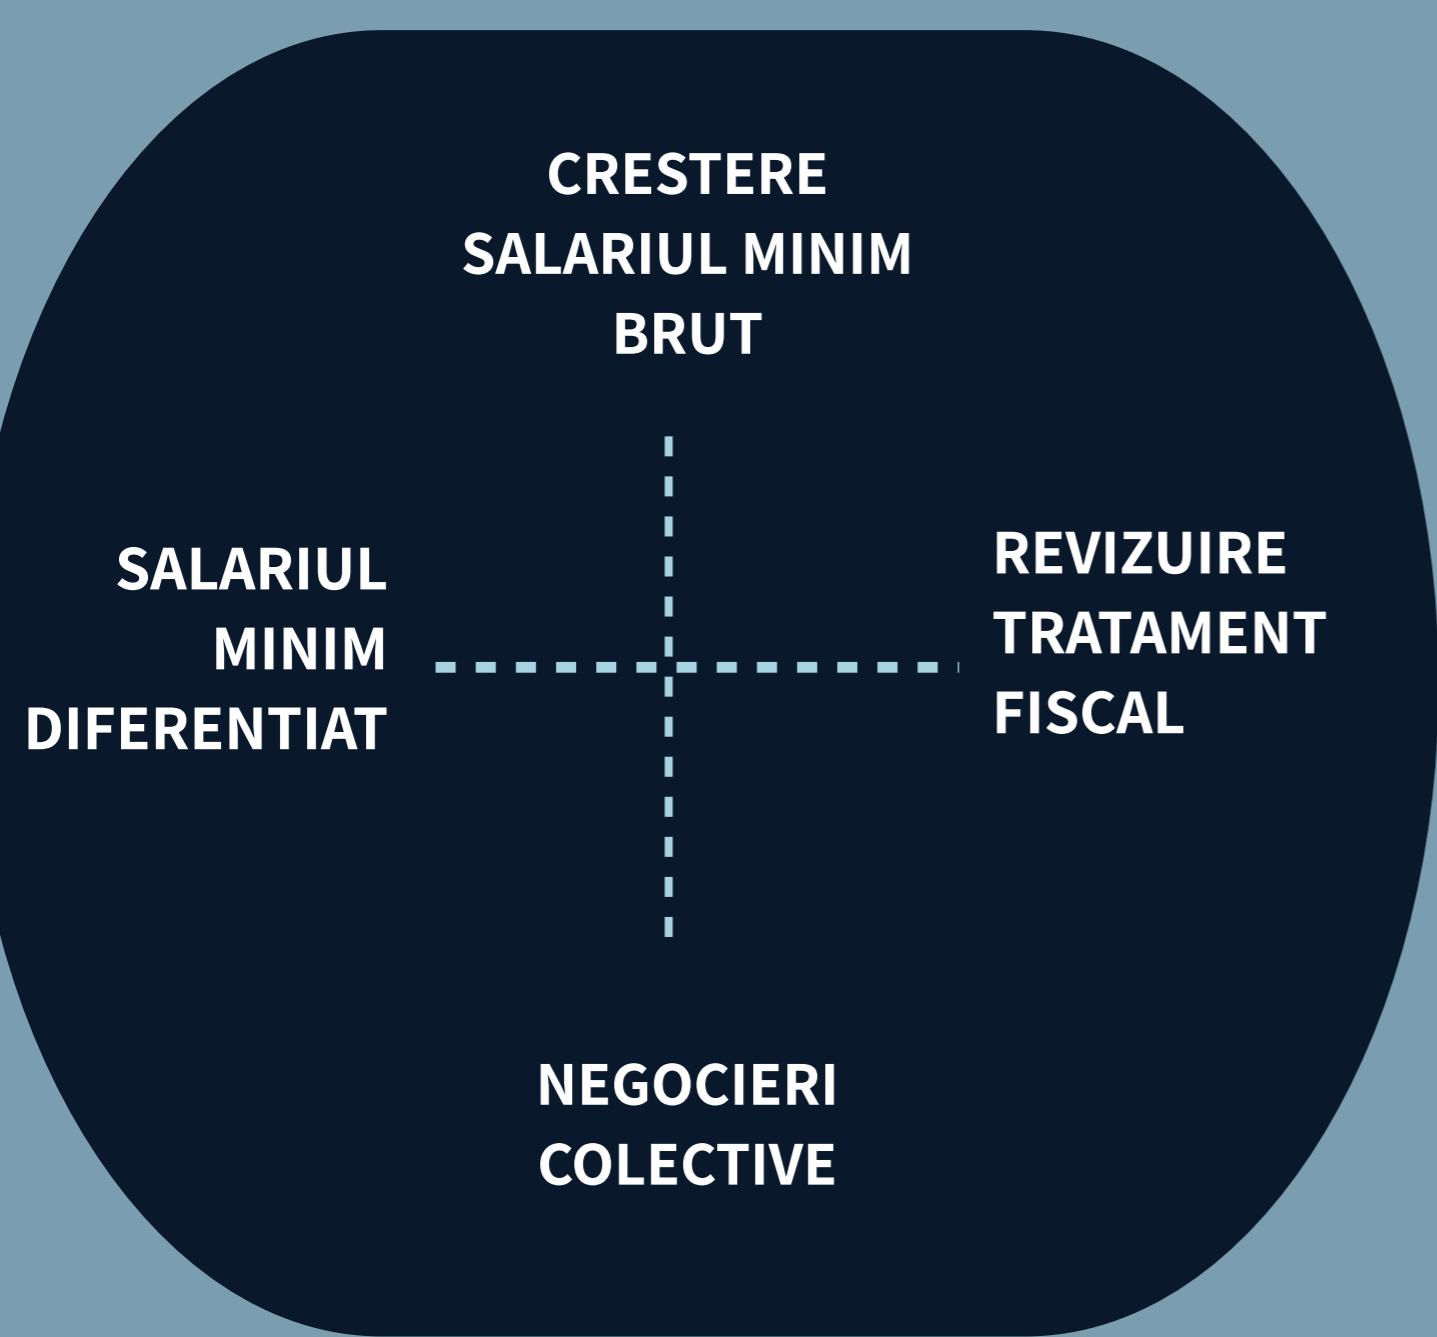 CRESTERE
SALARIUL MINIM
BRUT
SALARIUL
MINIM
DIFERENTIAT
REVIZUIRE
TRATAMENT
FISCAL
NEGOCIERI
COLECTIVE